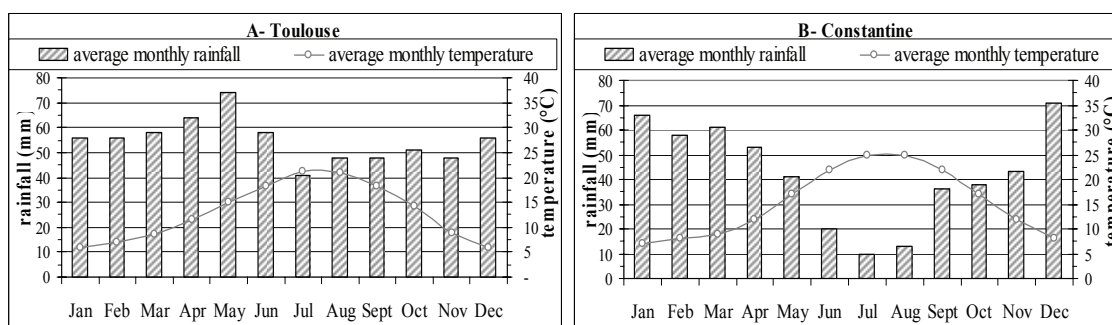 A- Toulouse
average monthly rainfall average monthly temperature
80 40
70 35
60 30
50 25
40 20
30 15
20 10
10 5
0 -
rainfall (mm)
temperature (°C)
Jan Feb Mar Apr May Jun Jul Aug Sept Oct Nov Dec
B- Constantine
average monthly rainfall average monthly temperature
80 40
70 35
60 30
50 25
40 20
30 15
20 10
10 5
0 0
rainfall (mm)
temperature (°C)
Jan Feb Mar Apr May Jun Jul Aug Sept Oct Nov Dec